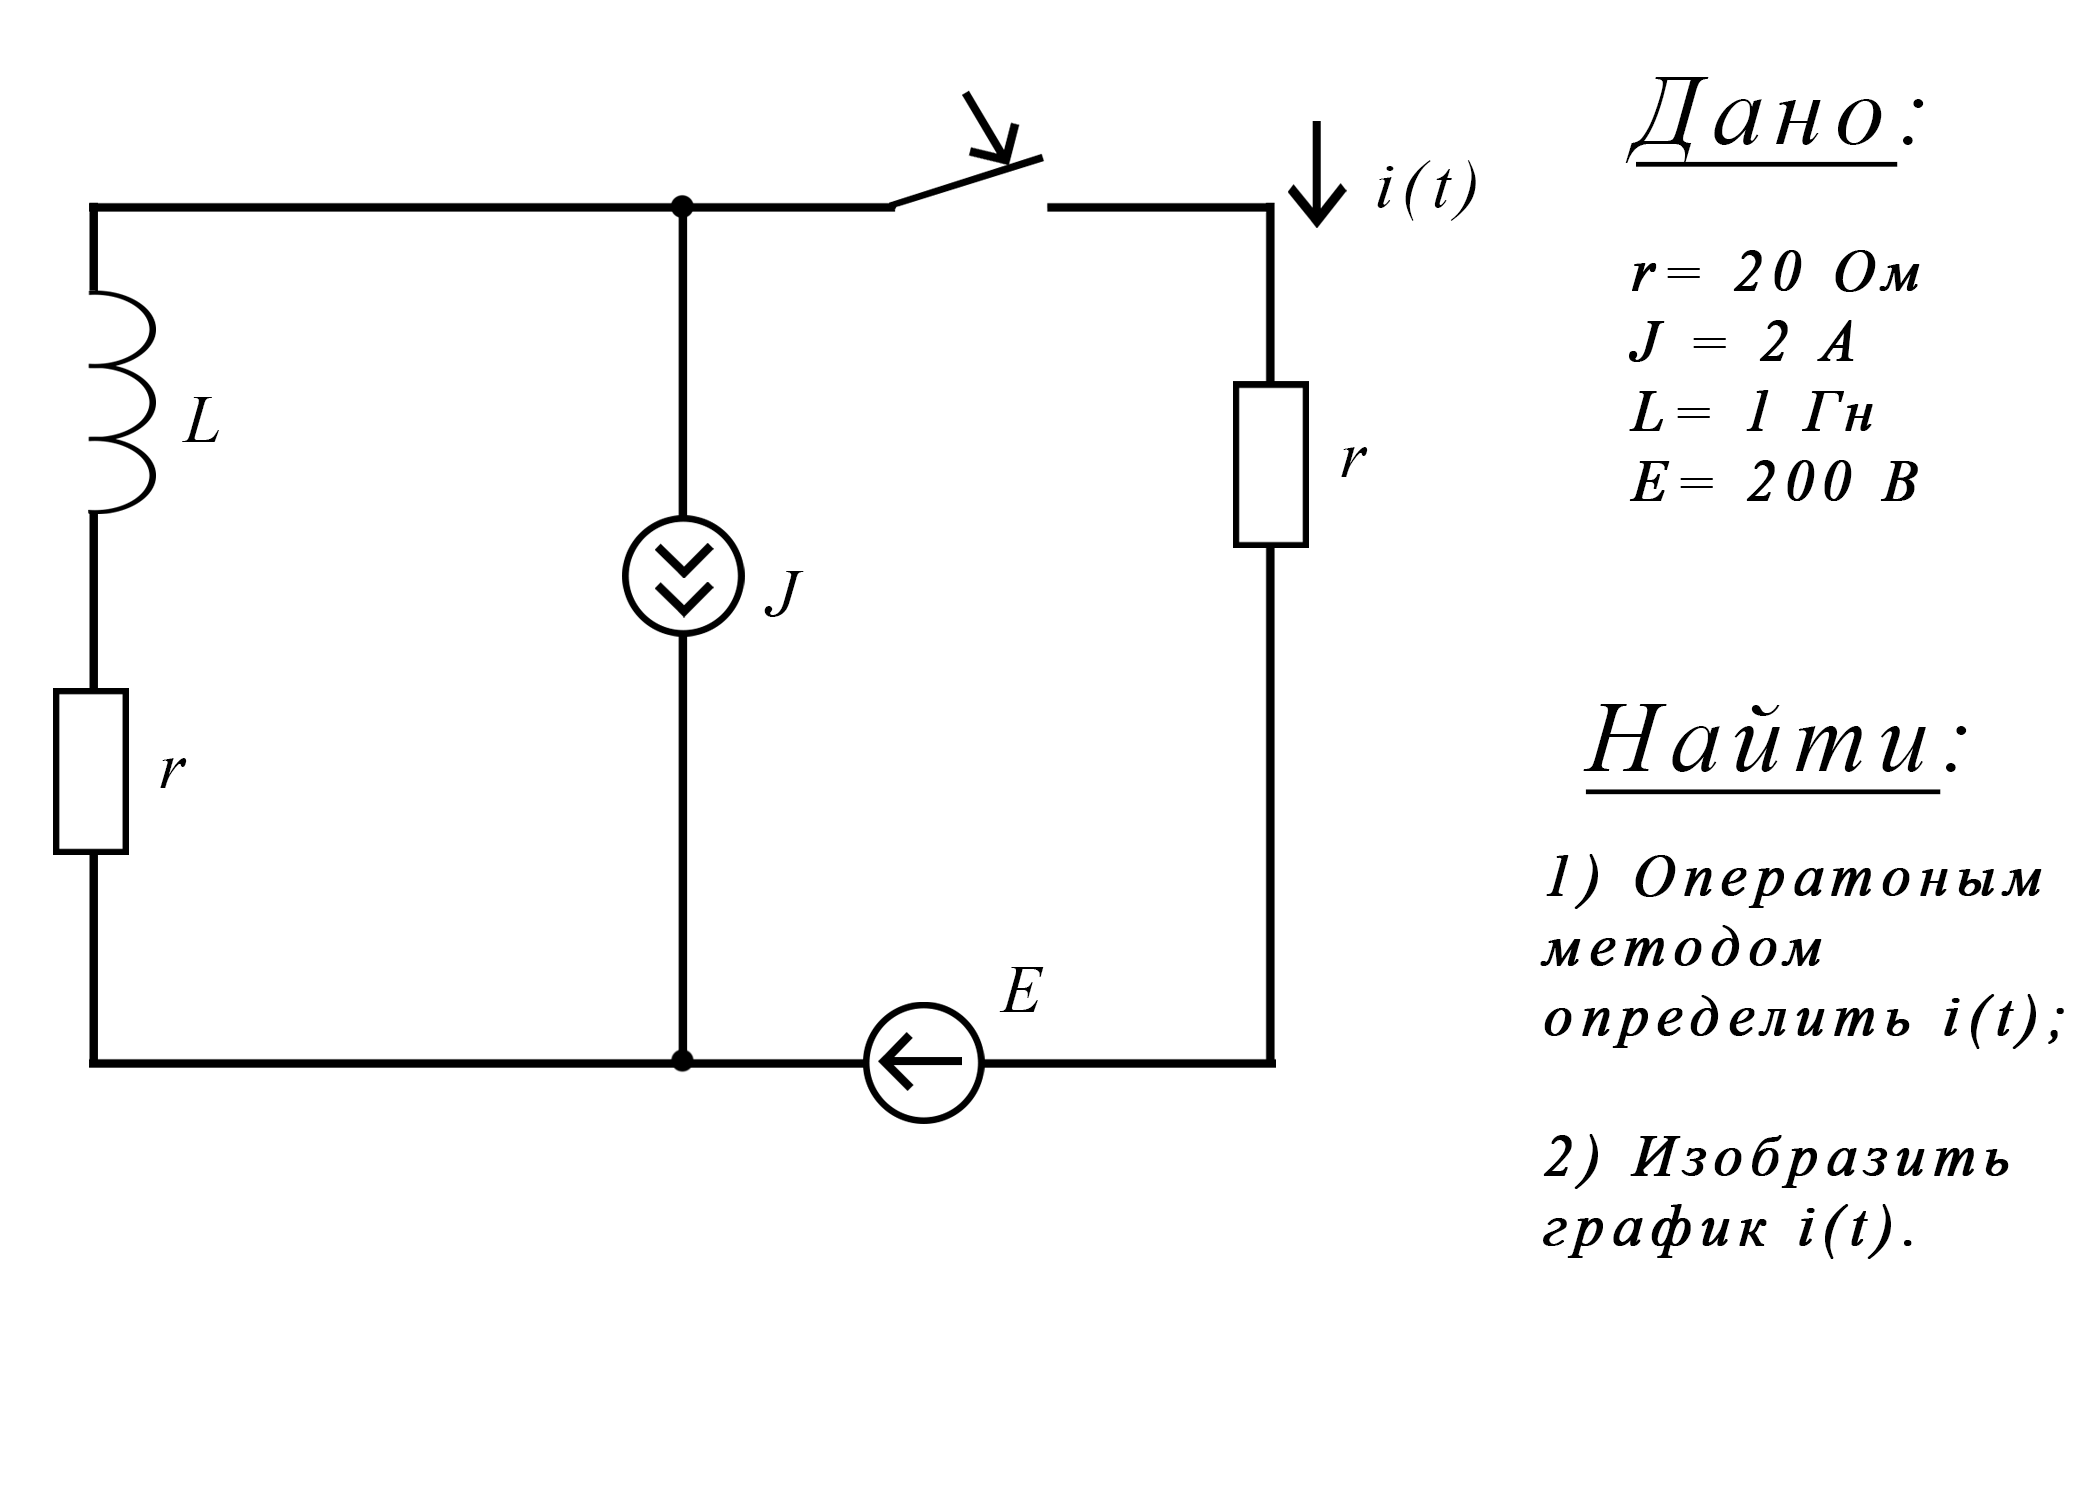 Дано:
i(t)
r= 20 Ом
J = 2 А
L= 1 Гн
E= 200 В
L
r
J
r
E
Найти:
1) Оператоным
методом
определить i(t);
2) Изобразить
график i(t).